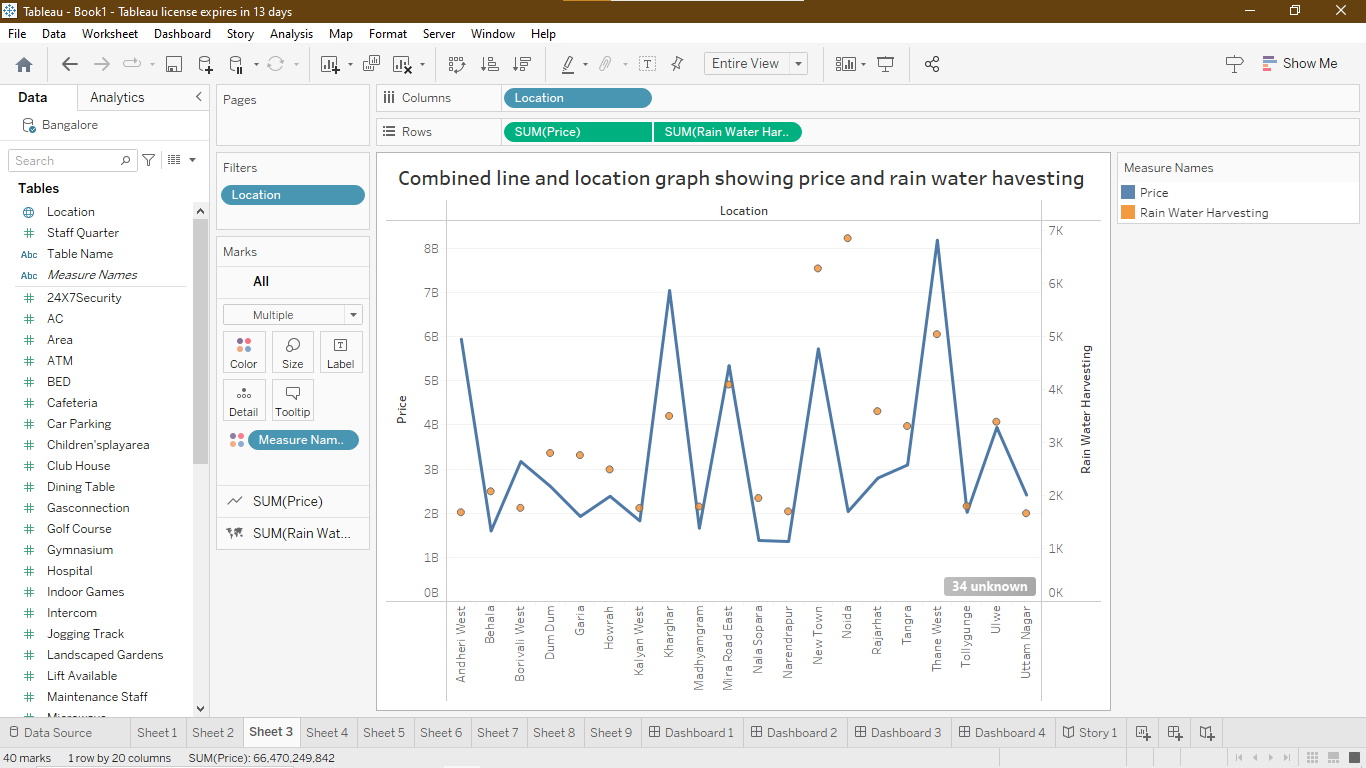 Tableau - Book1 - Tableau license expires in 13 days
File Data Worksheet Dashboard Story Analysis Map Format Server Window Help
Entire View
Show Me
Data Analytics
Bangalore
Search
Tables
Location
Staff Quarter
Abc Table Name
Abc Measure Names
24X7Security
AC
Area
ATM
BED
Cafeteria
Car Parking
Children'splayarea
Club House
Dining Table
Gasconnection
Golf Course
Gymnasium
Hospital
Indoor Games
Intercom
Jogging Track
Landscaped Gardens
Lift Available
Maintenance Staff
Pages
Filters
Location
Marks
All
Multiple
Color Size Label
Detail Tooltip
Measure Nam..
SUM(Price)
SUM(Rain Wat...
Columns Location
Rows SUM(Price) SUM(Rain Water Har..
Combined line and location graph showing price and rain water havesting
Location
Price
8B
7B
6B
5B
4B
3B
2B
1B
0B
7K
6K
5K
4K
3K
2K
1K
0K
Rain Water Harvesting
34 unknown
Andheri West
Behala
Borivali West
Dum Dum
Garia
Howrah
Kalyan West
Kharghar
Madhyamgram
Mira Road East
Nala Sopara
Narendrapur
New Town
Noida
Rajarhat
Tangra
Thane West
Tollygunge
Ulwe
Uttam Nagar
Measure Names
Price
Rain Water Harvesting
Data Source Sheet 1 Sheet 2 Sheet 3 Sheet 4 Sheet 5 Sheet 6 Sheet 7 Sheet 8 Sheet 9 Dashboard 1 Dashboard 2 Dashboard 3 Dashboard 4 Story 1
40 marks 1 row by 20 columns SUM(Price): 66,470,249,842